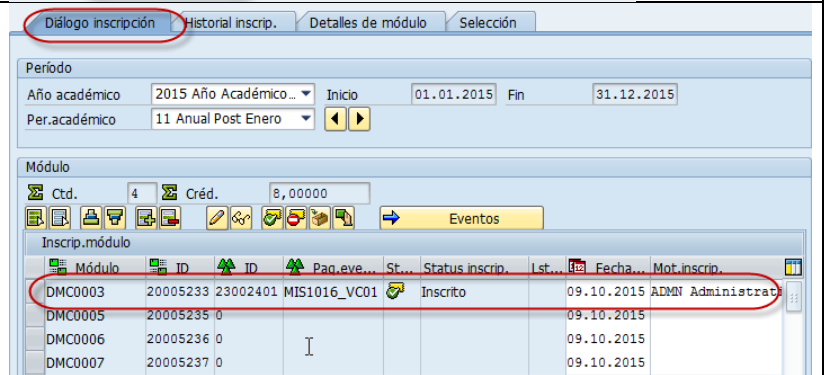 Diálogo inscripción Historial inscrip. Detalles de módulo Selección
Período
Año académico 2015 Año Académico... Inicio 01.01.2015 Fin 31.12.2015
Per.académico 11 Anual Post Enero
Módulo
Ctd. 4 Créd. 8,00000
Eventos
Inscrip.módulo
Módulo ID ID Paq.eve... St... Status inscrip. Lst... Fecha... Mot.inscrip.
DMC0003 20005233 23002401 MIS1016_VC01 Inscrito 09.10.2015 ADMN Administrati
DMC0005 20005235 0 09.10.2015
DMC0006 20005236 0 09.10.2015
DMC0007 20005237 0 09.10.2015